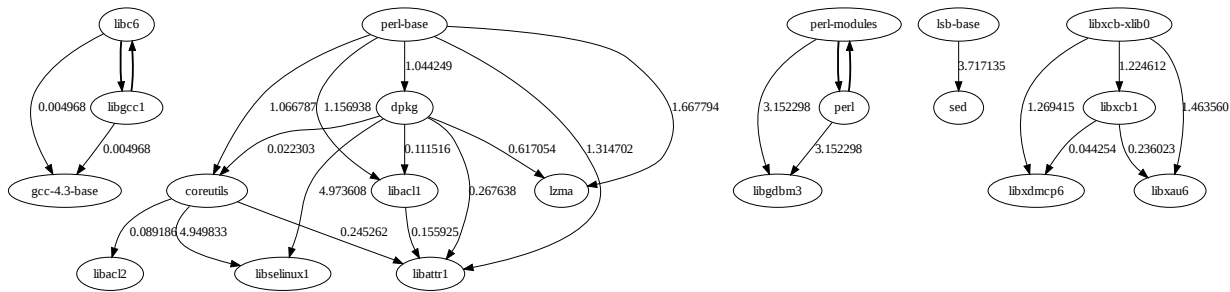 libc6
perl-base
perl-modules
lsb-base
libxcb-xlib0
1.044249
3.717135
1.224612
0.004968
libgcc1
1.066787
1.156938
dpkg
1.667794
3.152298
perl
sed
1.269415
libxcb1
1.463560
0.004968
0.022303
0.111516
0.617054
1.314702
3.152298
0.044254
0.236023
gcc-4.3-base
coreutils
4.973608
libacl1
0.267638
lzma
libgdbm3
libxdmcp6
libxau6
0.089186
4.949833
0.245262
0.155925
libacl2
libselinux1
libattr1